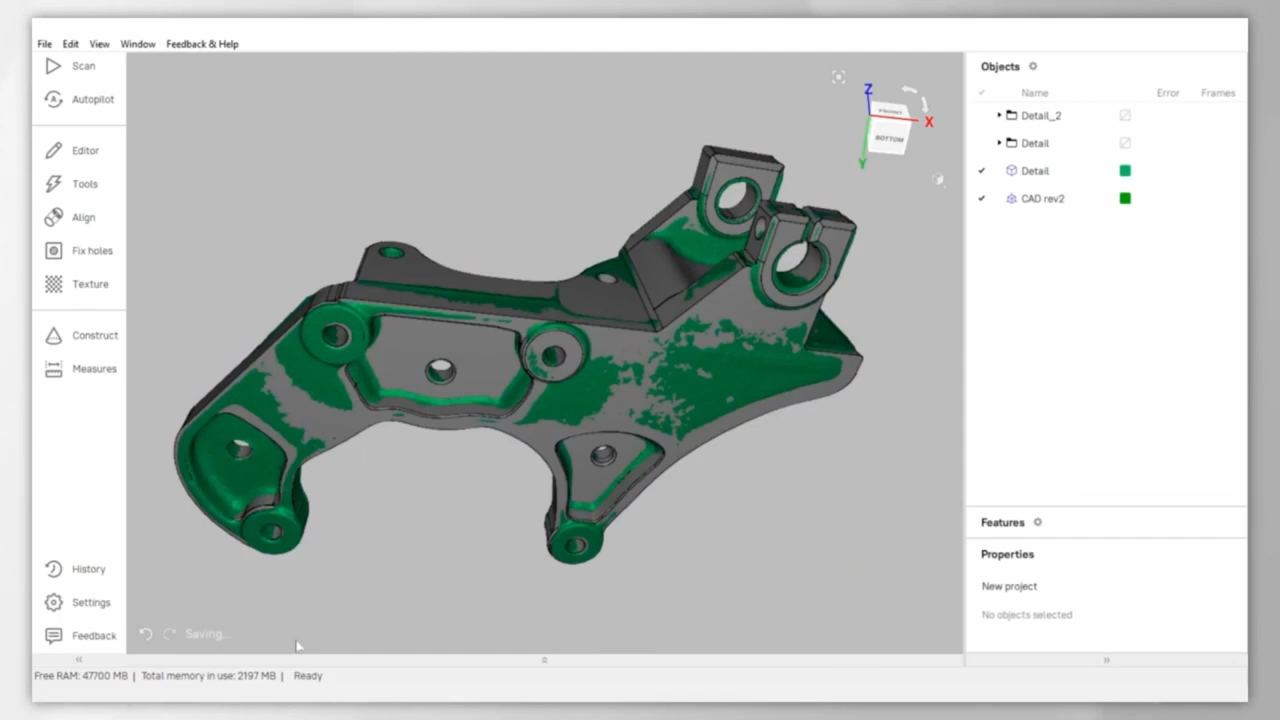 File Edit View Window Feedback & Help
Scan
Autopilot
Editor
Tools
Align
Fix holes
Texture
Construct
Measures
History
Settings
Feedback
Z
X
Y
BOTTOM
Saving...
Objects
Name Error Frames
Detail_2
Detail
Detail
CAD rev2
Features
Properties
New project
No objects selected
Free RAM: 47700 MB | Total memory in use: 2197 MB | Ready